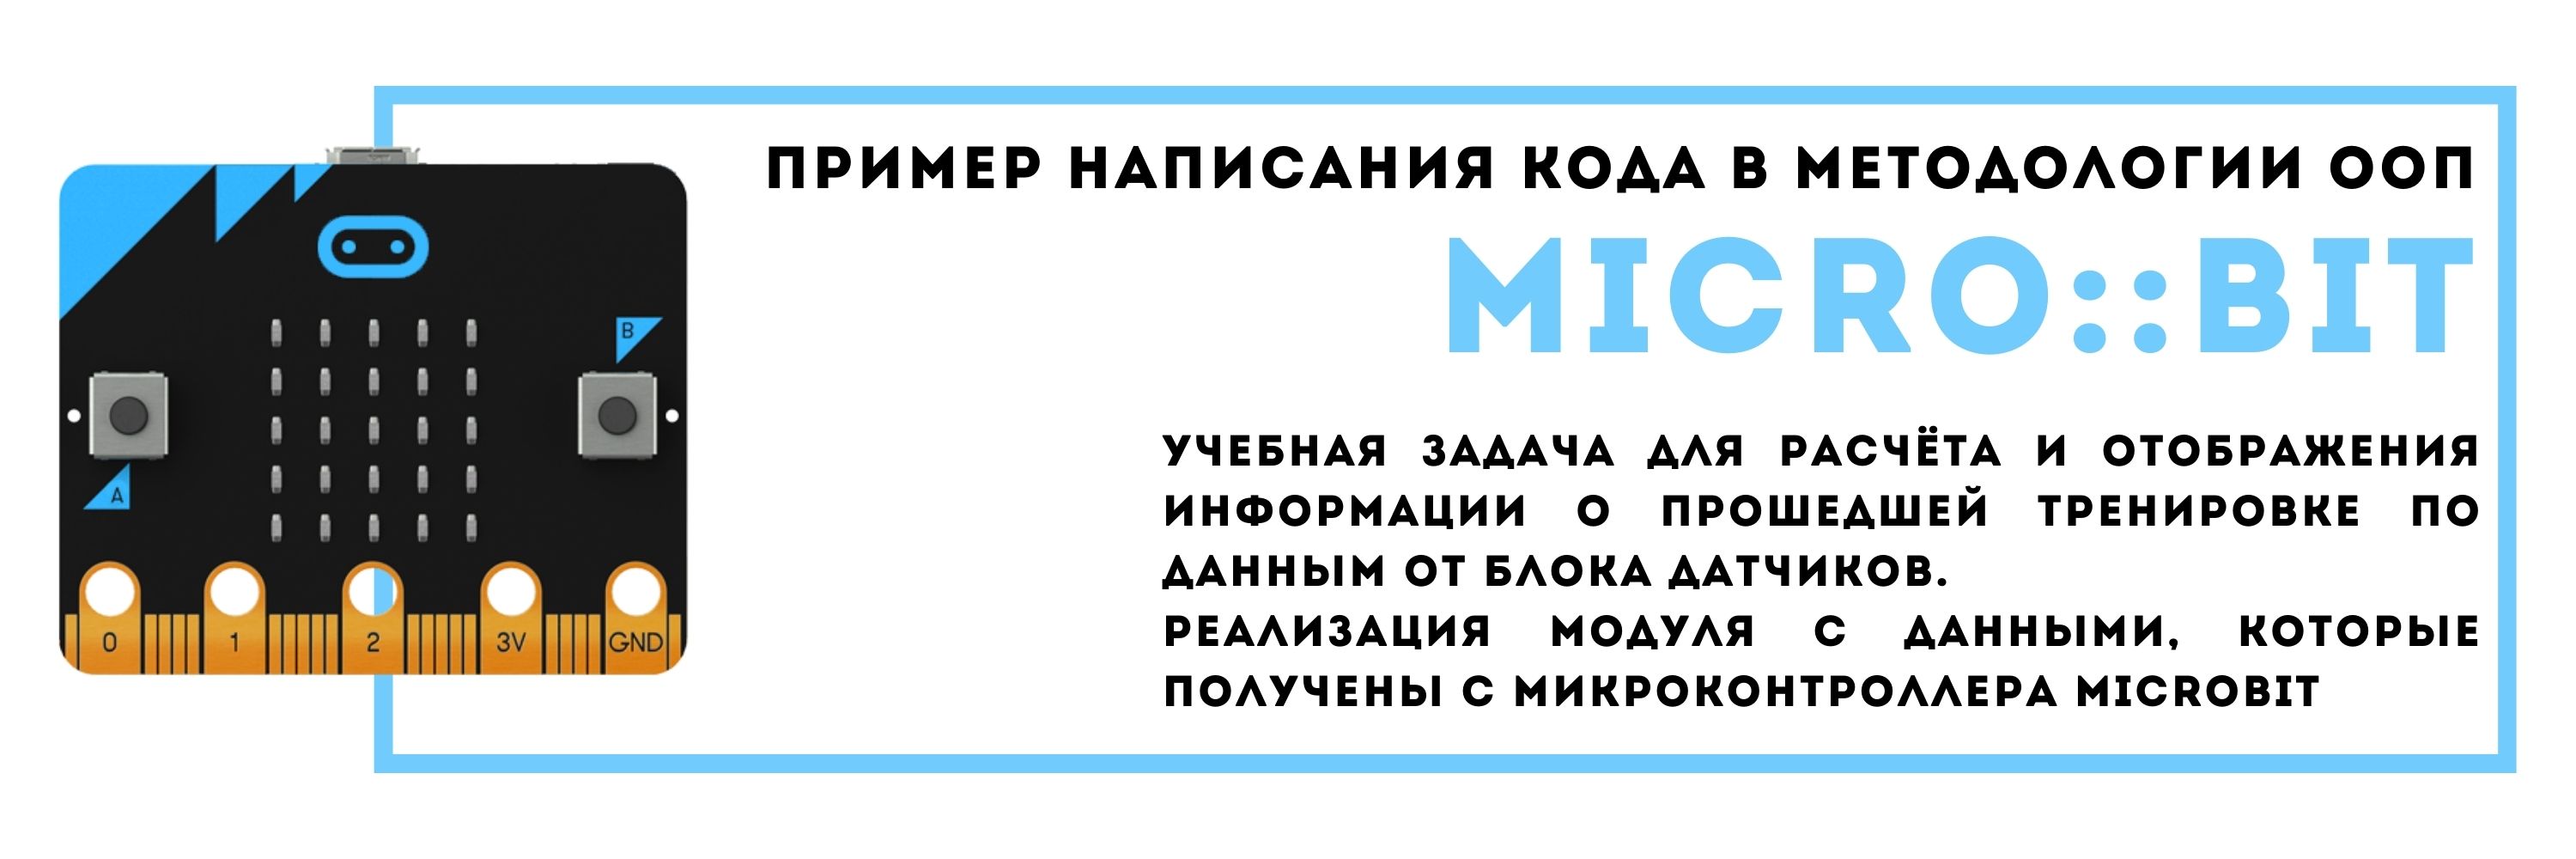 ПРИМЕР НАПИСАНИЯ КОДА В МЕТОДОЛОГИИ ООП
MICRO::BIT
УЧЕБНАЯ ЗАДАЧА ДЛЯ РАСЧЁТА И ОТОБРАЖЕНИЯ
ИНФОРМАЦИИ О ПРОШЕДШЕЙ ТРЕНИРОВКЕ ПО
ДАННЫМ ОТ БЛОКА ДАТЧИКОВ.
РЕАЛИЗАЦИЯ МОДУЛЯ С ДАННЫМИ, КОТОРЫЕ
ПОЛУЧЕНЫ С МИКРОКОНТРОЛЛЕРА MICROBIT
B
A
0 1 2 3V GND